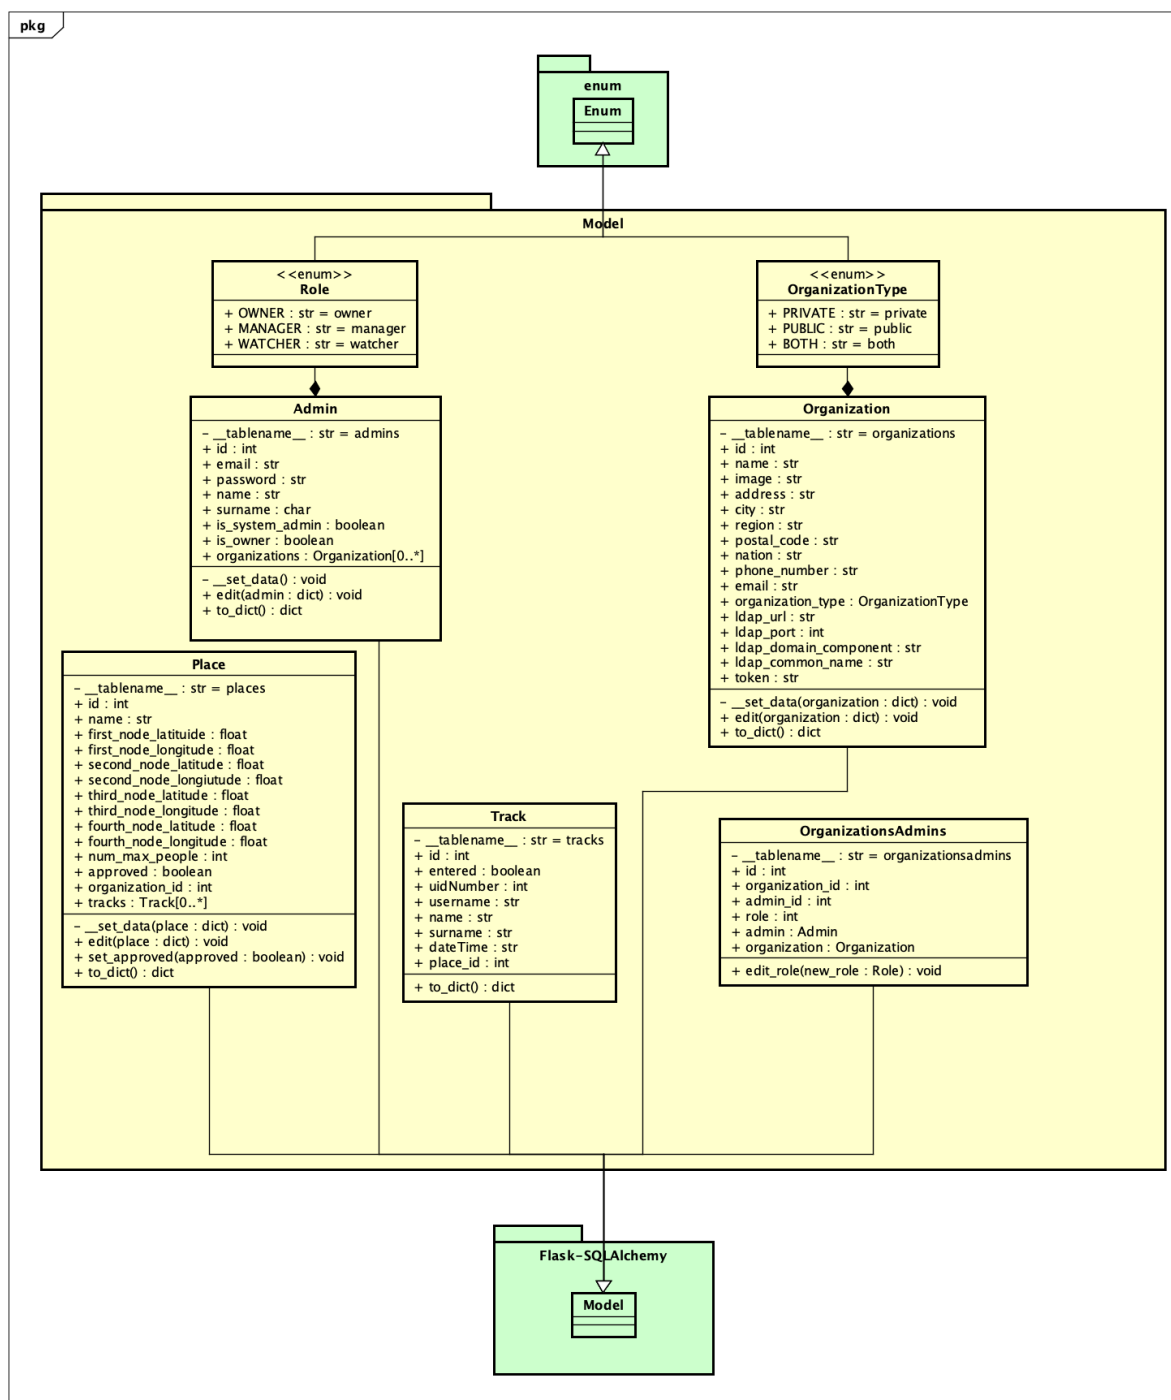 pkg
enum
Enum
Model
<<enum>>
Role
+ OWNER : str = owner
+ MANAGER : str = manager
+ WATCHER : str = watcher
<<enum>>
OrganizationType
+ PRIVATE : str = private
+ PUBLIC : str = public
+ BOTH : str = both
Admin
- __tablename__ : str = admins
+ id : int
+ email : str
+ password : str
+ name : str
+ surname : char
+ is_system_admin : boolean
+ is_owner : boolean
+ organizations : Organization[0..*]
- __set_data() : void
+ edit(admin : dict) : void
+ to_dict() : dict
Organization
- __tablename__ : str = organizations
+ id : int
+ name : str
+ image : str
+ address : str
+ city : str
+ region : str
+ postal_code : str
+ nation : str
+ phone_number : str
+ email : str
+ organization_type : OrganizationType
+ ldap_url : str
+ ldap_port : int
+ ldap_domain_component : str
+ ldap_common_name : str
+ token : str
- __set_data(organization : dict) : void
+ edit(organization : dict) : void
+ to_dict() : dict
Place
- __tablename__ : str = places
+ id : int
+ name : str
+ first_node_latituide : float
+ first_node_longitude : float
+ second_node_latitude : float
+ second_node_longiutude : float
+ third_node_latitude : float
+ third_node_longitude : float
+ fourth_node_latitude : float
+ fourth_node_longitude : float
+ num_max_people : int
+ approved : boolean
+ organization_id : int
+ tracks : Track[0..*]
- __set_data(place : dict) : void
+ edit(place : dict) : void
+ set_approved(approved : boolean) : void
+ to_dict() : dict
Track
- __tablename__ : str = tracks
+ id : int
+ entered : boolean
+ uidNumber : int
+ username : str
+ name : str
+ surname : str
+ dateTime : str
+ place_id : int
+ to_dict() : dict
OrganizationsAdmins
- __tablename__ : str = organizationsadmins
+ id : int
+ organization_id : int
+ admin_id : int
+ role : int
+ admin : Admin
+ organization : Organization
+ edit_role(new_role : Role) : void
Flask-SQLAlchemy
Model